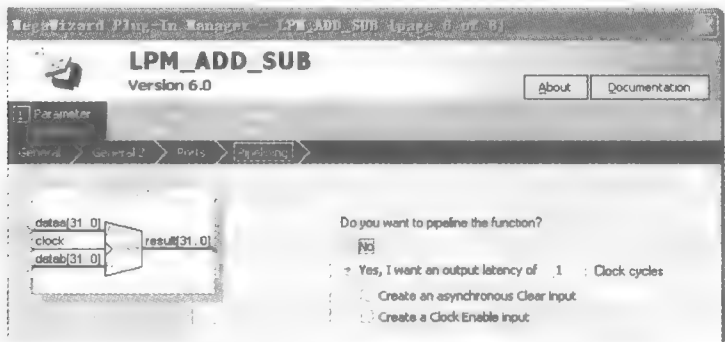 MegaWizard Plug-In Manager - LPM_ADD_SUB [page 6 of 8]
LPM_ADD_SUB
Version 6.0
About
Documentation
1 Parameter
General
General 2
Ports
Pipelining
dataa[31..0]
clock
datab[31..0]
result[31..0]
Do you want to pipeline the function?
No
Yes, I want an output latency of 1 Clock cycles
Create an asynchronous Clear input
Create a Clock Enable input